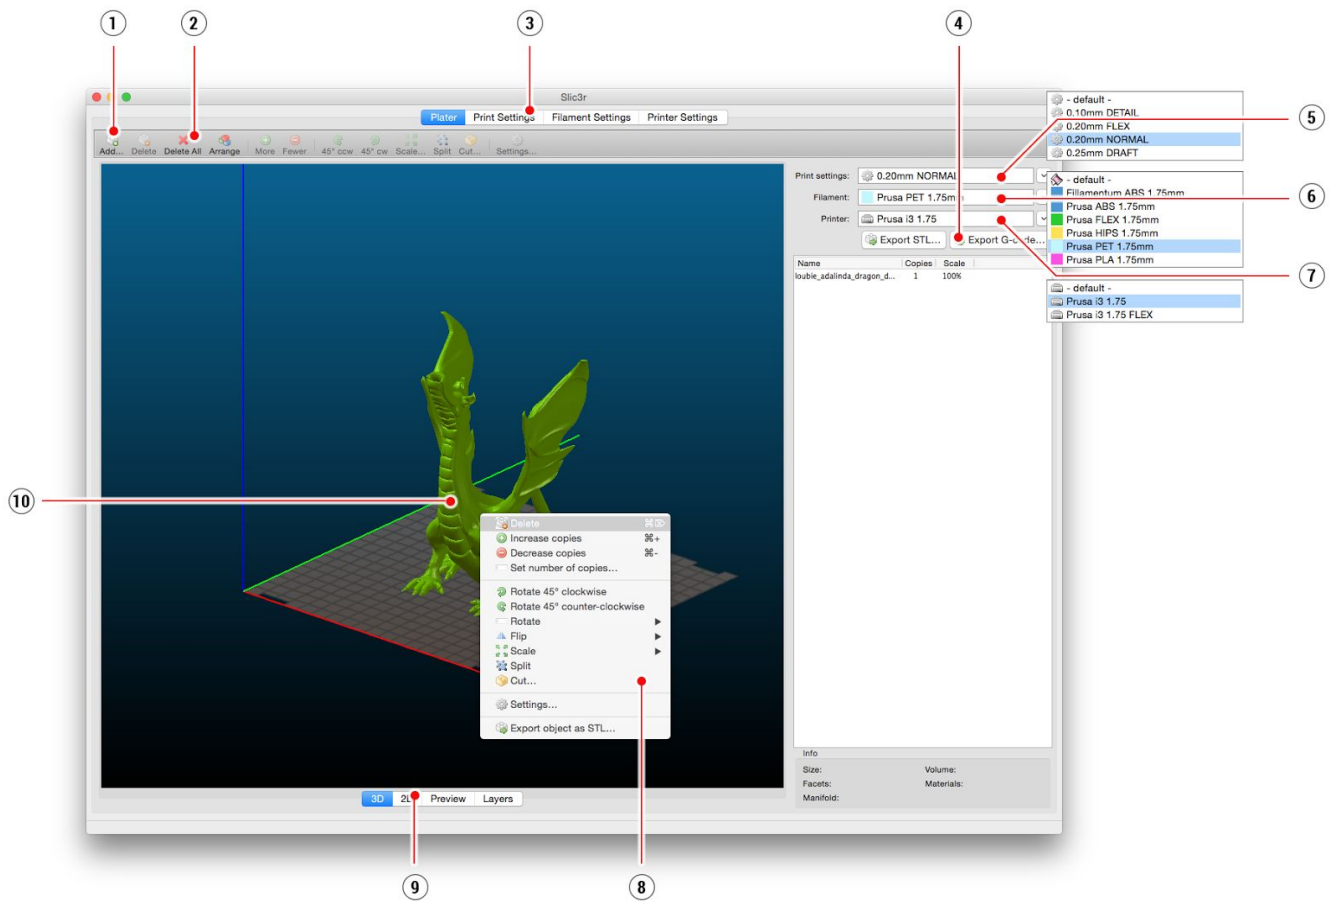 1
2
3
4
Slic3r
Plater Print Settings Filament Settings Printer Settings
Add... Delete Delete All Arrange More Fewer 45° ccw 45° cw Scale... Split Cut... Settings...
- default -
0.10mm DETAIL
0.20mm FLEX
0.20mm NORMAL
0.25mm DRAFT
5
Print settings: 0.20mm NORMAL
Filament: Prusa PET 1.75mm
Printer: Prusa i3 1.75
Export STL... Export G-code...
- default -
Fillamentum ABS 1.75mm
Prusa ABS 1.75mm
Prusa FLEX 1.75mm
Prusa HIPS 1.75mm
Prusa PET 1.75mm
Prusa PLA 1.75mm
6
7
- default -
Prusa i3 1.75
Prusa i3 1.75 FLEX
Name Copies Scale
loubie_adalinda_dragon_d... 1 100%
10
Delete ⌘⌦
Increase copies ⌘+
Decrease copies ⌘-
Set number of copies...
Rotate 45° clockwise
Rotate 45° counter-clockwise
Rotate
Flip
Scale
Split
Cut...
Settings...
Export object as STL...
Info
Size: Volume:
Facets: Materials:
Manifold:
3D 2D Preview Layers
9
8